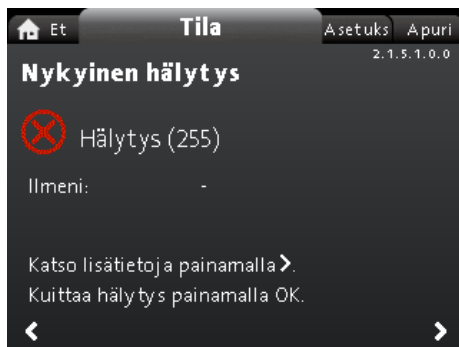 Et Tila Asetuks Apuri
2.1.5.1.0.0
Nykyinen hälytys
Hälytys (255)
Ilmeni: -
Katso lisätietoja painamalla >.
Kuittaa hälytys painamalla OK.